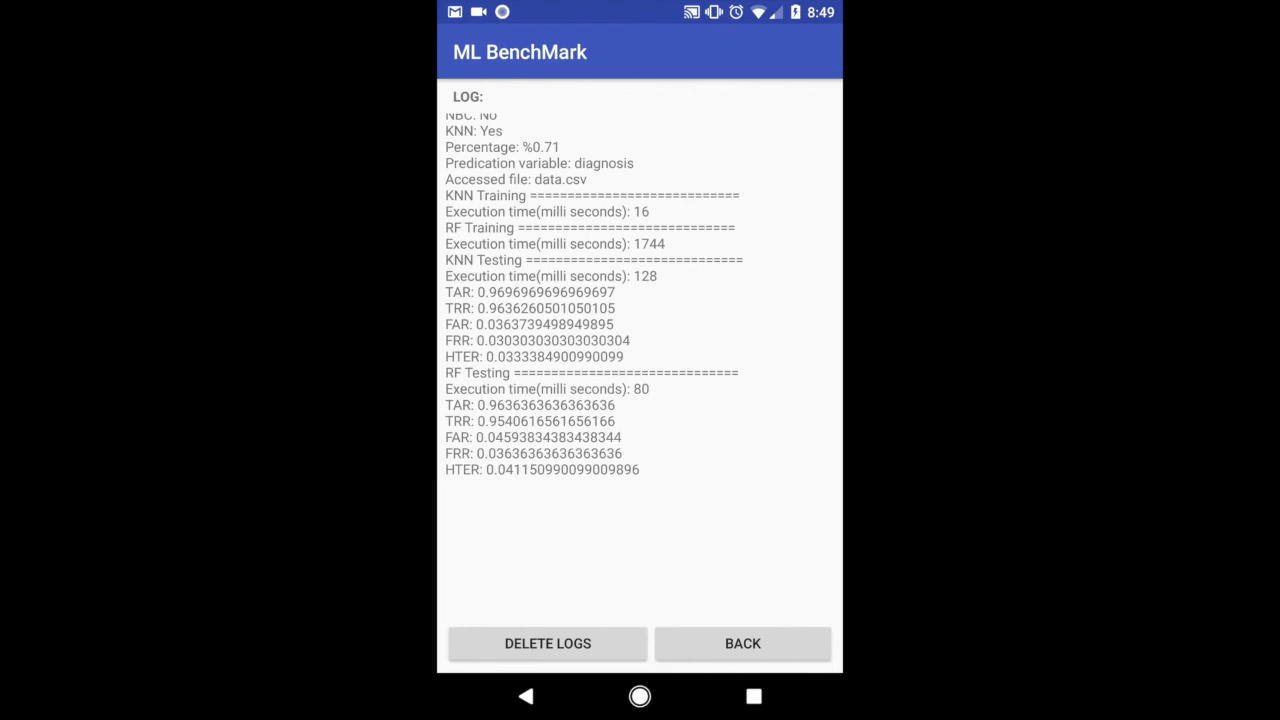 8:49
ML BenchMark
LOG:
NBC: No
KNN: Yes
Percentage: %0.71
Predication variable: diagnosis
Accessed file: data.csv
KNN Training ============================
Execution time(milli seconds): 16
RF Training =============================
Execution time(milli seconds): 1744
KNN Testing =============================
Execution time(milli seconds): 128
TAR: 0.9696969696969697
TRR: 0.9636260501050105
FAR: 0.0363739498949895
FRR: 0.030303030303030304
HTER: 0.0333384900990099
RF Testing ==============================
Execution time(milli seconds): 80
TAR: 0.9636363636363636
TRR: 0.9540616561656166
FAR: 0.04593834383438344
FRR: 0.03636363636363636
HTER: 0.041150990099009896
DELETE LOGS
BACK